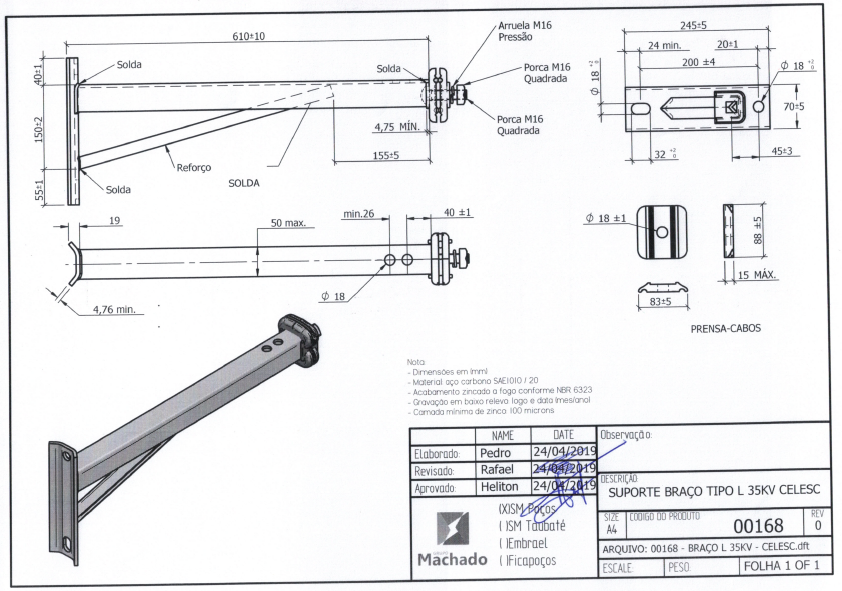 610±10
Arruela M16
Pressão
Porca M16
Quadrada
Porca M16
Quadrada
Solda
Solda
40±1
150±2
55±1
4,75 MÍN.
155±5
Reforço
SOLDA
Solda
245±5
24 min.
20±1
200 ±4
Φ 18 +2 0
Φ 18 +2 0
70±5
32 +2 0
45±3
19
50 max.
min.26
40 ±1
Φ 18
4,76 min.
Φ 18 ±1
88 ±5
15 MÁX.
83±5
PRENSA-CABOS
Nota:
- Dimensões em (mm)
- Material: aço carbono SAE1010 / 20
- Acabamento zincado a fogo conforme NBR 6323
- Gravação em baixo relevo: logo e data (mes/ano)
- Camada mínima de zinco 100 microns
NAME DATE
Elaborado: Pedro 24/04/2019
Revisado: Rafael 24/04/2019
Aprovado: Heliton 24/04/2019
Observação:
DESCRIÇÃO
SUPORTE BRAÇO TIPO L 35KV CELESC
(X)SM Poços
( )SM Taubaté
( )Embrael
( )Ficapoços
GRUPO
Machado
SIZE
A4
CODIGO DO PRODUTO
00168
REV
0
ARQUIVO: 00168 - BRAÇO L 35KV - CELESC.dft
ESCALE: PESO: FOLHA 1 OF 1